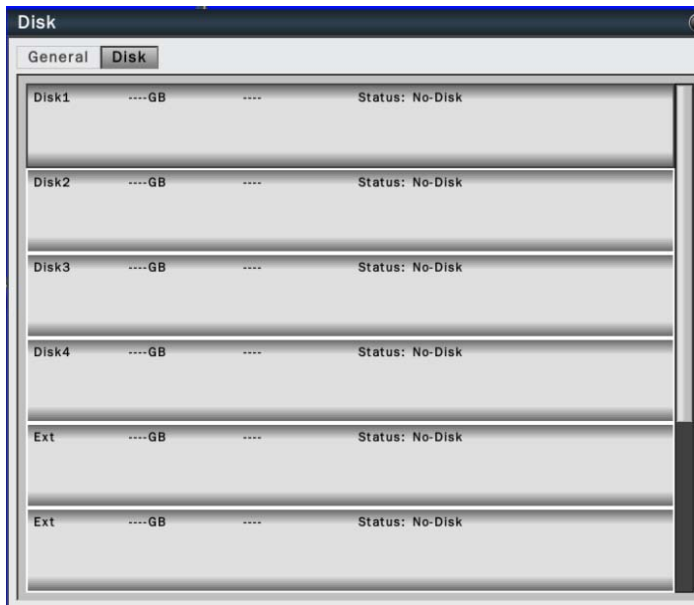 Disk
General Disk
Disk1 ----GB ---- Status: No-Disk
Disk2 ----GB ---- Status: No-Disk
Disk3 ----GB ---- Status: No-Disk
Disk4 ----GB ---- Status: No-Disk
Ext ----GB ---- Status: No-Disk
Ext ----GB ---- Status: No-Disk